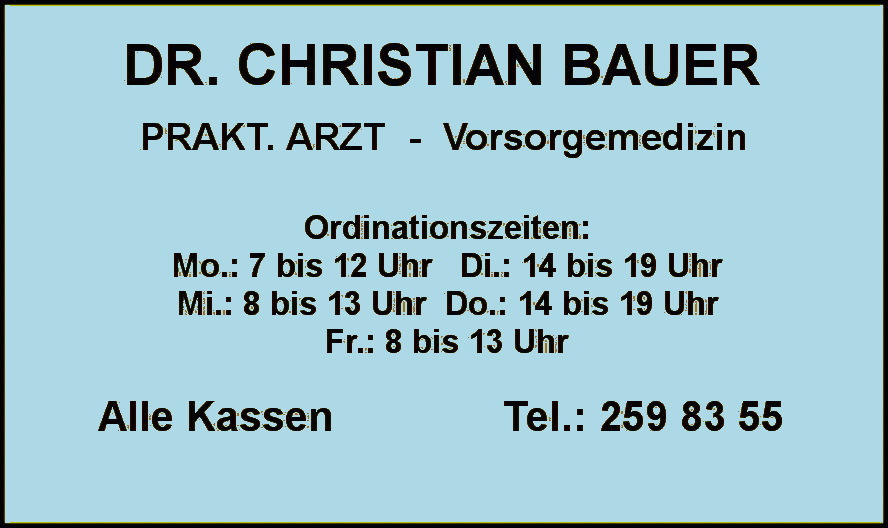 DR. CHRISTIAN BAUER
PRAKT. ARZT - Vorsorgemedizin
Ordinationszeiten:
Mo.: 7 bis 12 Uhr Di.: 14 bis 19 Uhr
Mi.: 8 bis 13 Uhr Do.: 14 bis 19 Uhr
Fr.: 8 bis 13 Uhr
Alle Kassen Tel.: 259 83 55